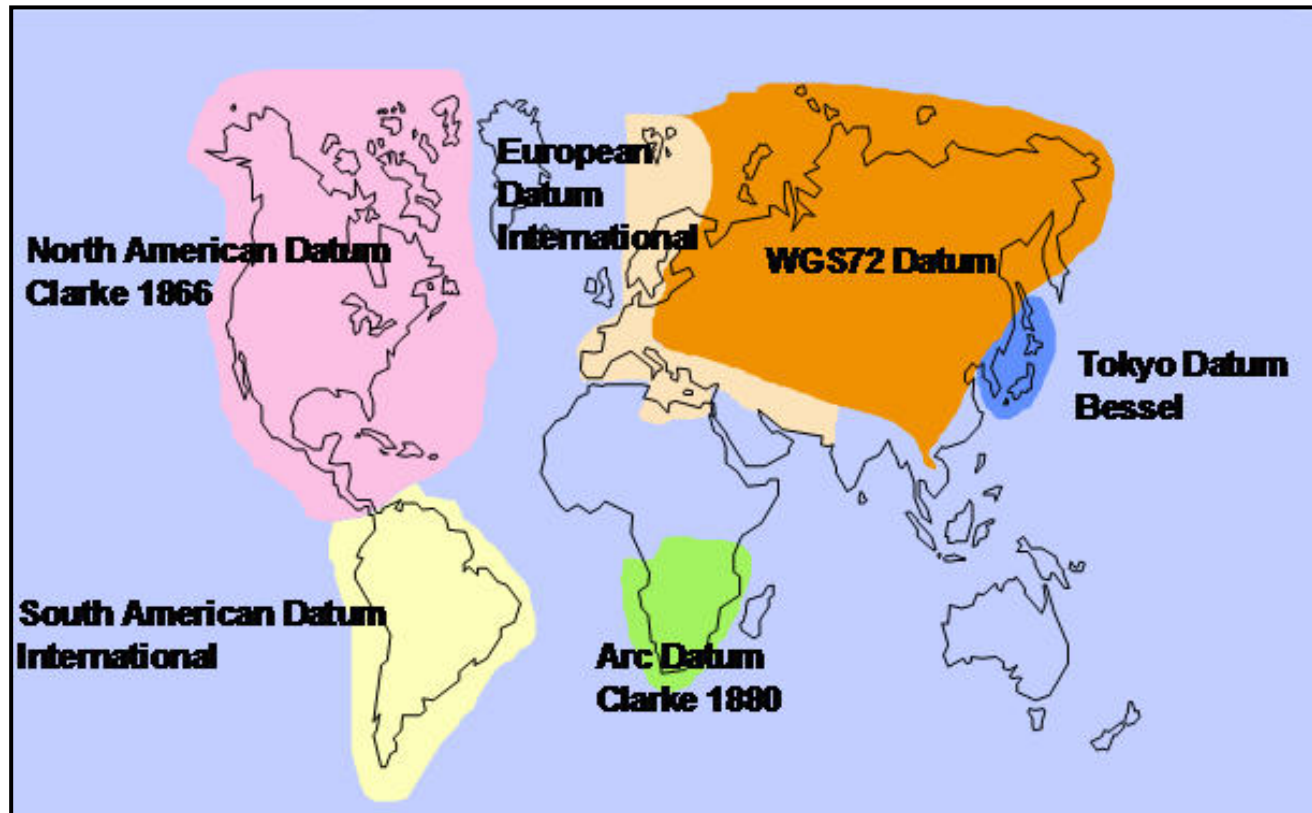 European
Datum
International
North American Datum
Clarke 1866
WGS72 Datum
Tokyo Datum
Bessel
South American Datum
International
Arc Datum
Clarke 1880